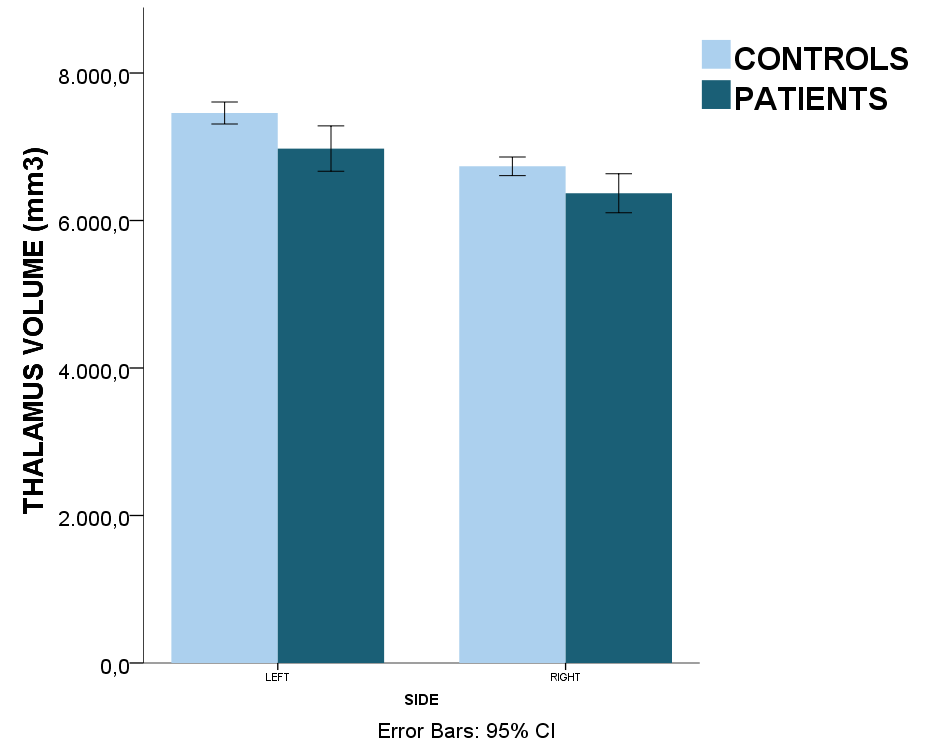 CONTROLS
PATIENTS
THALAMUS VOLUME (mm3)
8.000,0
6.000,0
4.000,0
2.000,0
0,0
LEFT
RIGHT
SIDE
Error Bars: 95% CI